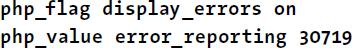 php_flag display_errors on
php_value error_reporting 30719